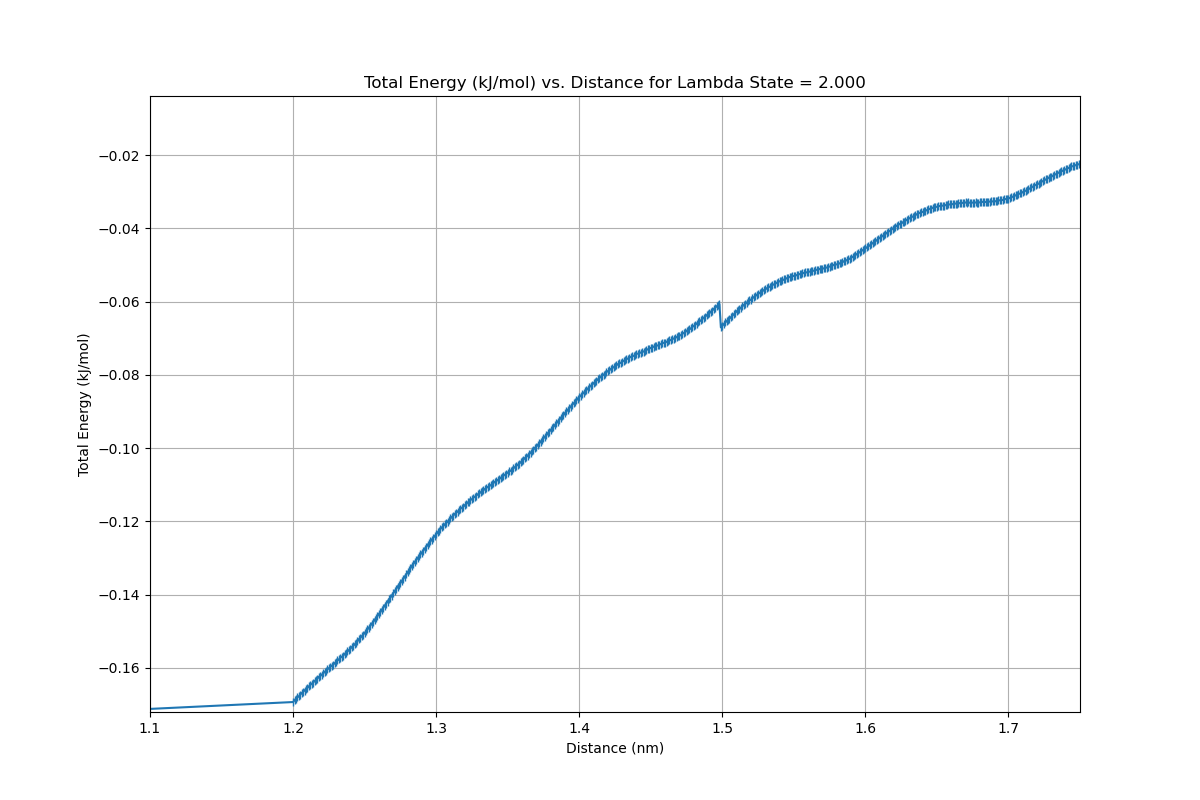 Total Energy (kJ/mol) vs. Distance for Lambda State = 2.000
Total Energy (kJ/mol)
−0.02
−0.04
−0.06
−0.08
−0.10
−0.12
−0.14
−0.16
1.1 1.2 1.3 1.4 1.5 1.6 1.7
Distance (nm)